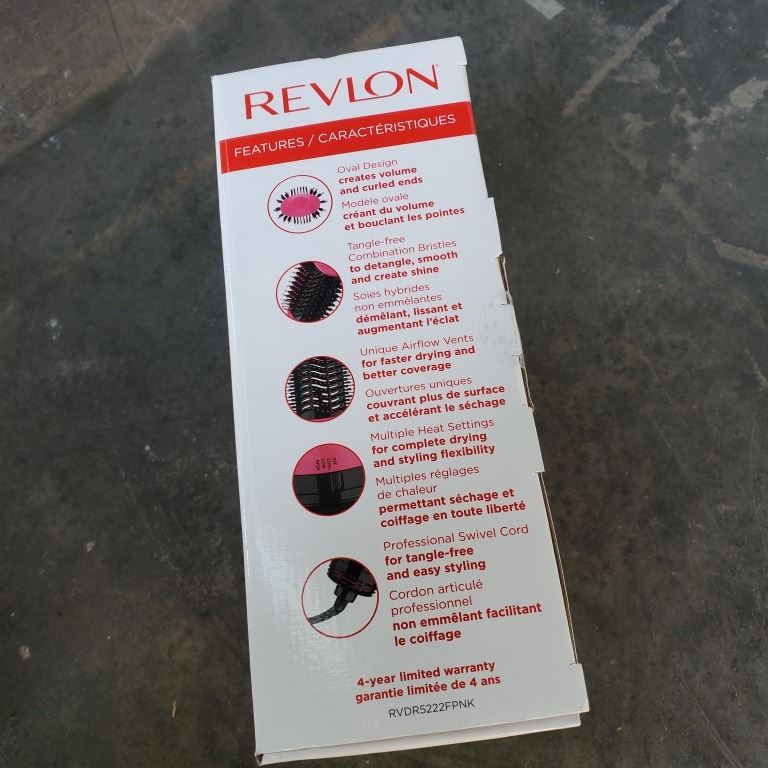 REVLON
FEATURES / CARACTÉRISTIQUES
Oval Design
creates volume
and curled ends
Modèle ovale
créant du volume
et bouclant les pointes
Tangle-free
Combination Bristles
to detangle, smooth
and create shine
Soies hybrides
non emmêlantes
démêlant, lissant et
augmentant l'éclat
Unique Airflow Vents
for faster drying and
better coverage
Ouvertures uniques
couvrant plus de surface
et accélérant le séchage
Multiple Heat Settings
for complete drying
and styling flexibility
Multiples réglages
de chaleur
permettant séchage et
coiffage en toute liberté
Professional Swivel Cord
for tangle-free
and easy styling
Cordon articulé
professionnel
non emmêlant facilitant
le coiffage
4-year limited warranty
garantie limitée de 4 ans
RVDR5222FPNK